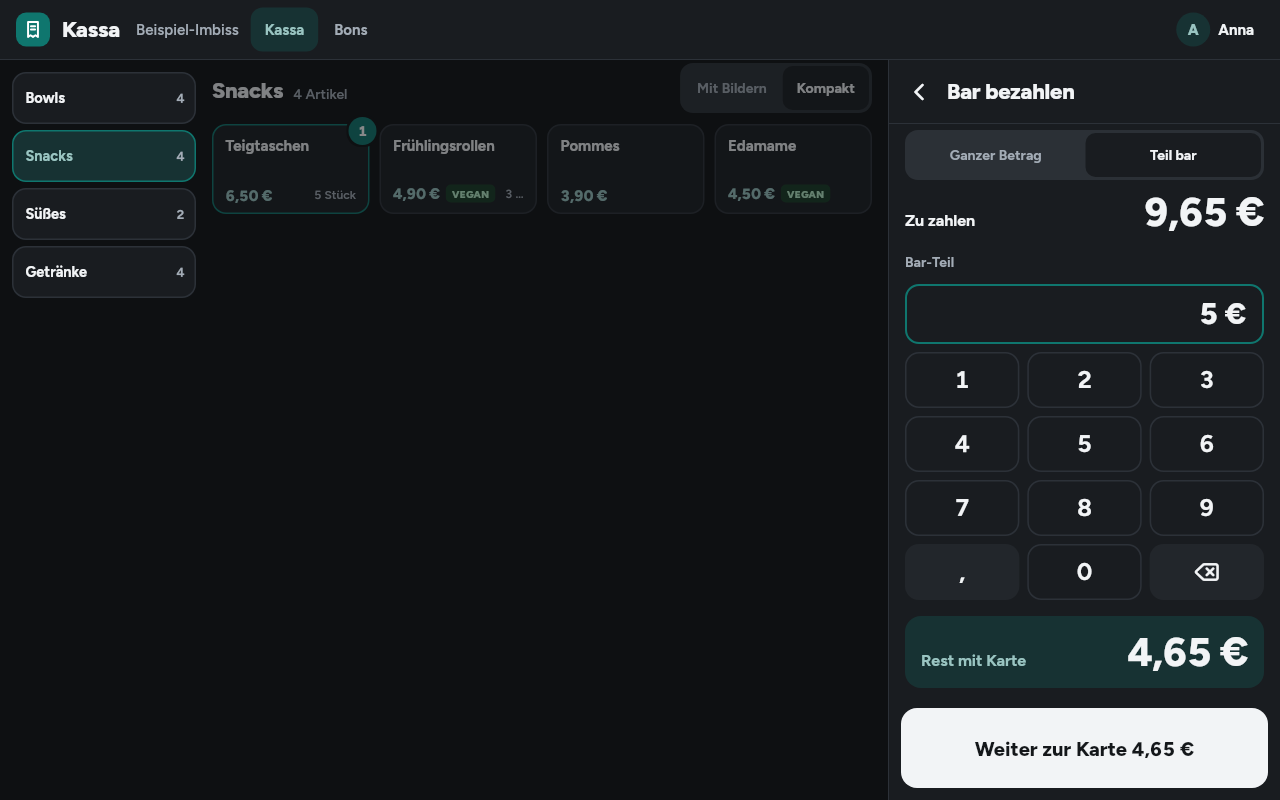 Kassa Beispiel-Imbiss Kassa Bons A Anna
Bowls 4
Snacks 4
Süßes 2
Getränke 4
Snacks 4 Artikel
Mit Bildern Kompakt
Teigtaschen 1
6,50 € 5 Stück
Frühlingsrollen
4,90 € VEGAN 3 ...
Pommes
3,90 €
Edamame
4,50 € VEGAN
Bar bezahlen
Ganzer Betrag Teil bar
Zu zahlen 9,65 €
Bar-Teil
5 €
1 2 3
4 5 6
7 8 9
, 0
Rest mit Karte 4,65 €
Weiter zur Karte 4,65 €